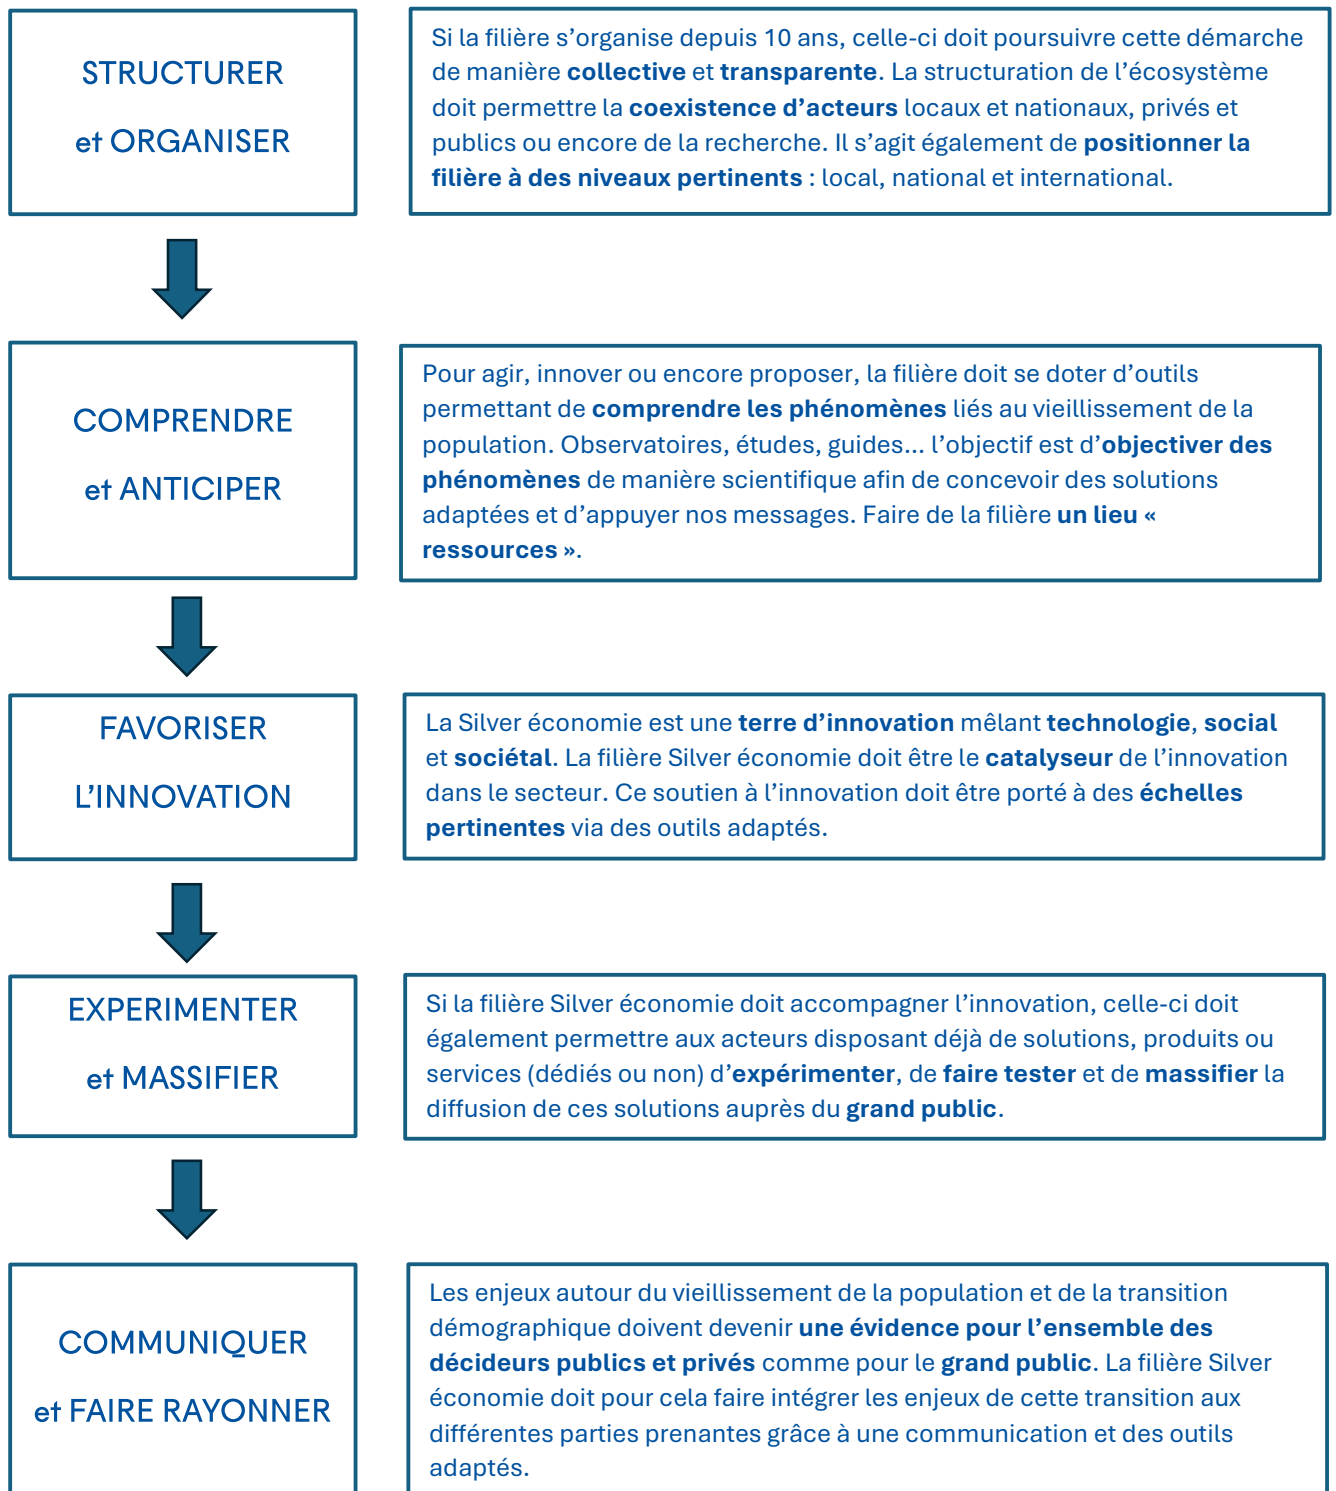 STRUCTURER
et ORGANISER
Si la filière s’organise depuis 10 ans, celle-ci doit poursuivre cette démarche
de manière collective et transparente. La structuration de l’écosystème
doit permettre la coexistence d’acteurs locaux et nationaux, privés et
publics ou encore de la recherche. Il s’agit également de positionner la
filière à des niveaux pertinents : local, national et international.
COMPRENDRE
et ANTICIPER
Pour agir, innover ou encore proposer, la filière doit se doter d’outils
permettant de comprendre les phénomènes liés au vieillissement de la
population. Observatoires, études, guides… l’objectif est d’objectiver des
phénomènes de manière scientifique afin de concevoir des solutions
adaptées et d’appuyer nos messages. Faire de la filière un lieu «
ressources ».
FAVORISER
L’INNOVATION
La Silver économie est une terre d’innovation mêlant technologie, social
et sociétal. La filière Silver économie doit être le catalyseur de l’innovation
dans le secteur. Ce soutien à l’innovation doit être porté à des échelles
pertinentes via des outils adaptés.
EXPERIMENTER
et MASSIFIER
Si la filière Silver économie doit accompagner l’innovation, celle-ci doit
également permettre aux acteurs disposant déjà de solutions, produits ou
services (dédiés ou non) d’expérimenter, de faire tester et de massifier la
diffusion de ces solutions auprès du grand public.
COMMUNIQUER
et FAIRE RAYONNER
Les enjeux autour du vieillissement de la population et de la transition
démographique doivent devenir une évidence pour l’ensemble des
décideurs publics et privés comme pour le grand public. La filière Silver
économie doit pour cela faire intégrer les enjeux de cette transition aux
différentes parties prenantes grâce à une communication et des outils
adaptés.